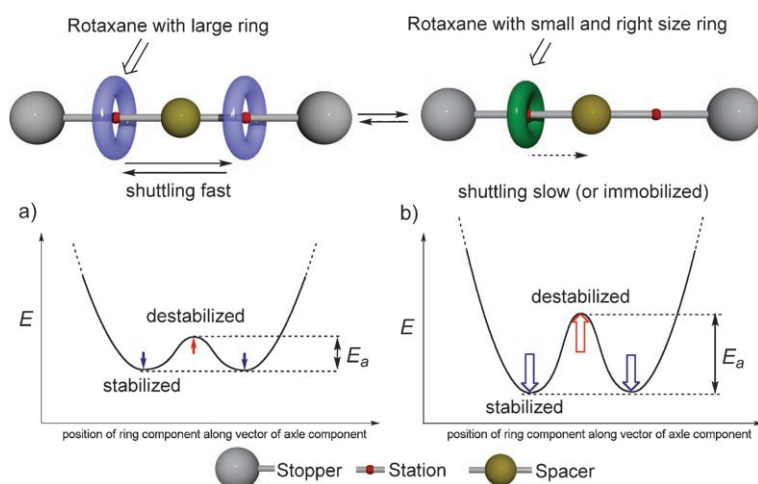 Rotaxane with large ring
Rotaxane with small and right size ring
shuttling fast
shuttling slow (or immobilized)
a)
b)
E
destabilized
stabilized
Ea
position of ring component along vector of axle component
E
destabilized
stabilized
Ea
position of ring component along vector of axle component
Stopper
Station
Spacer